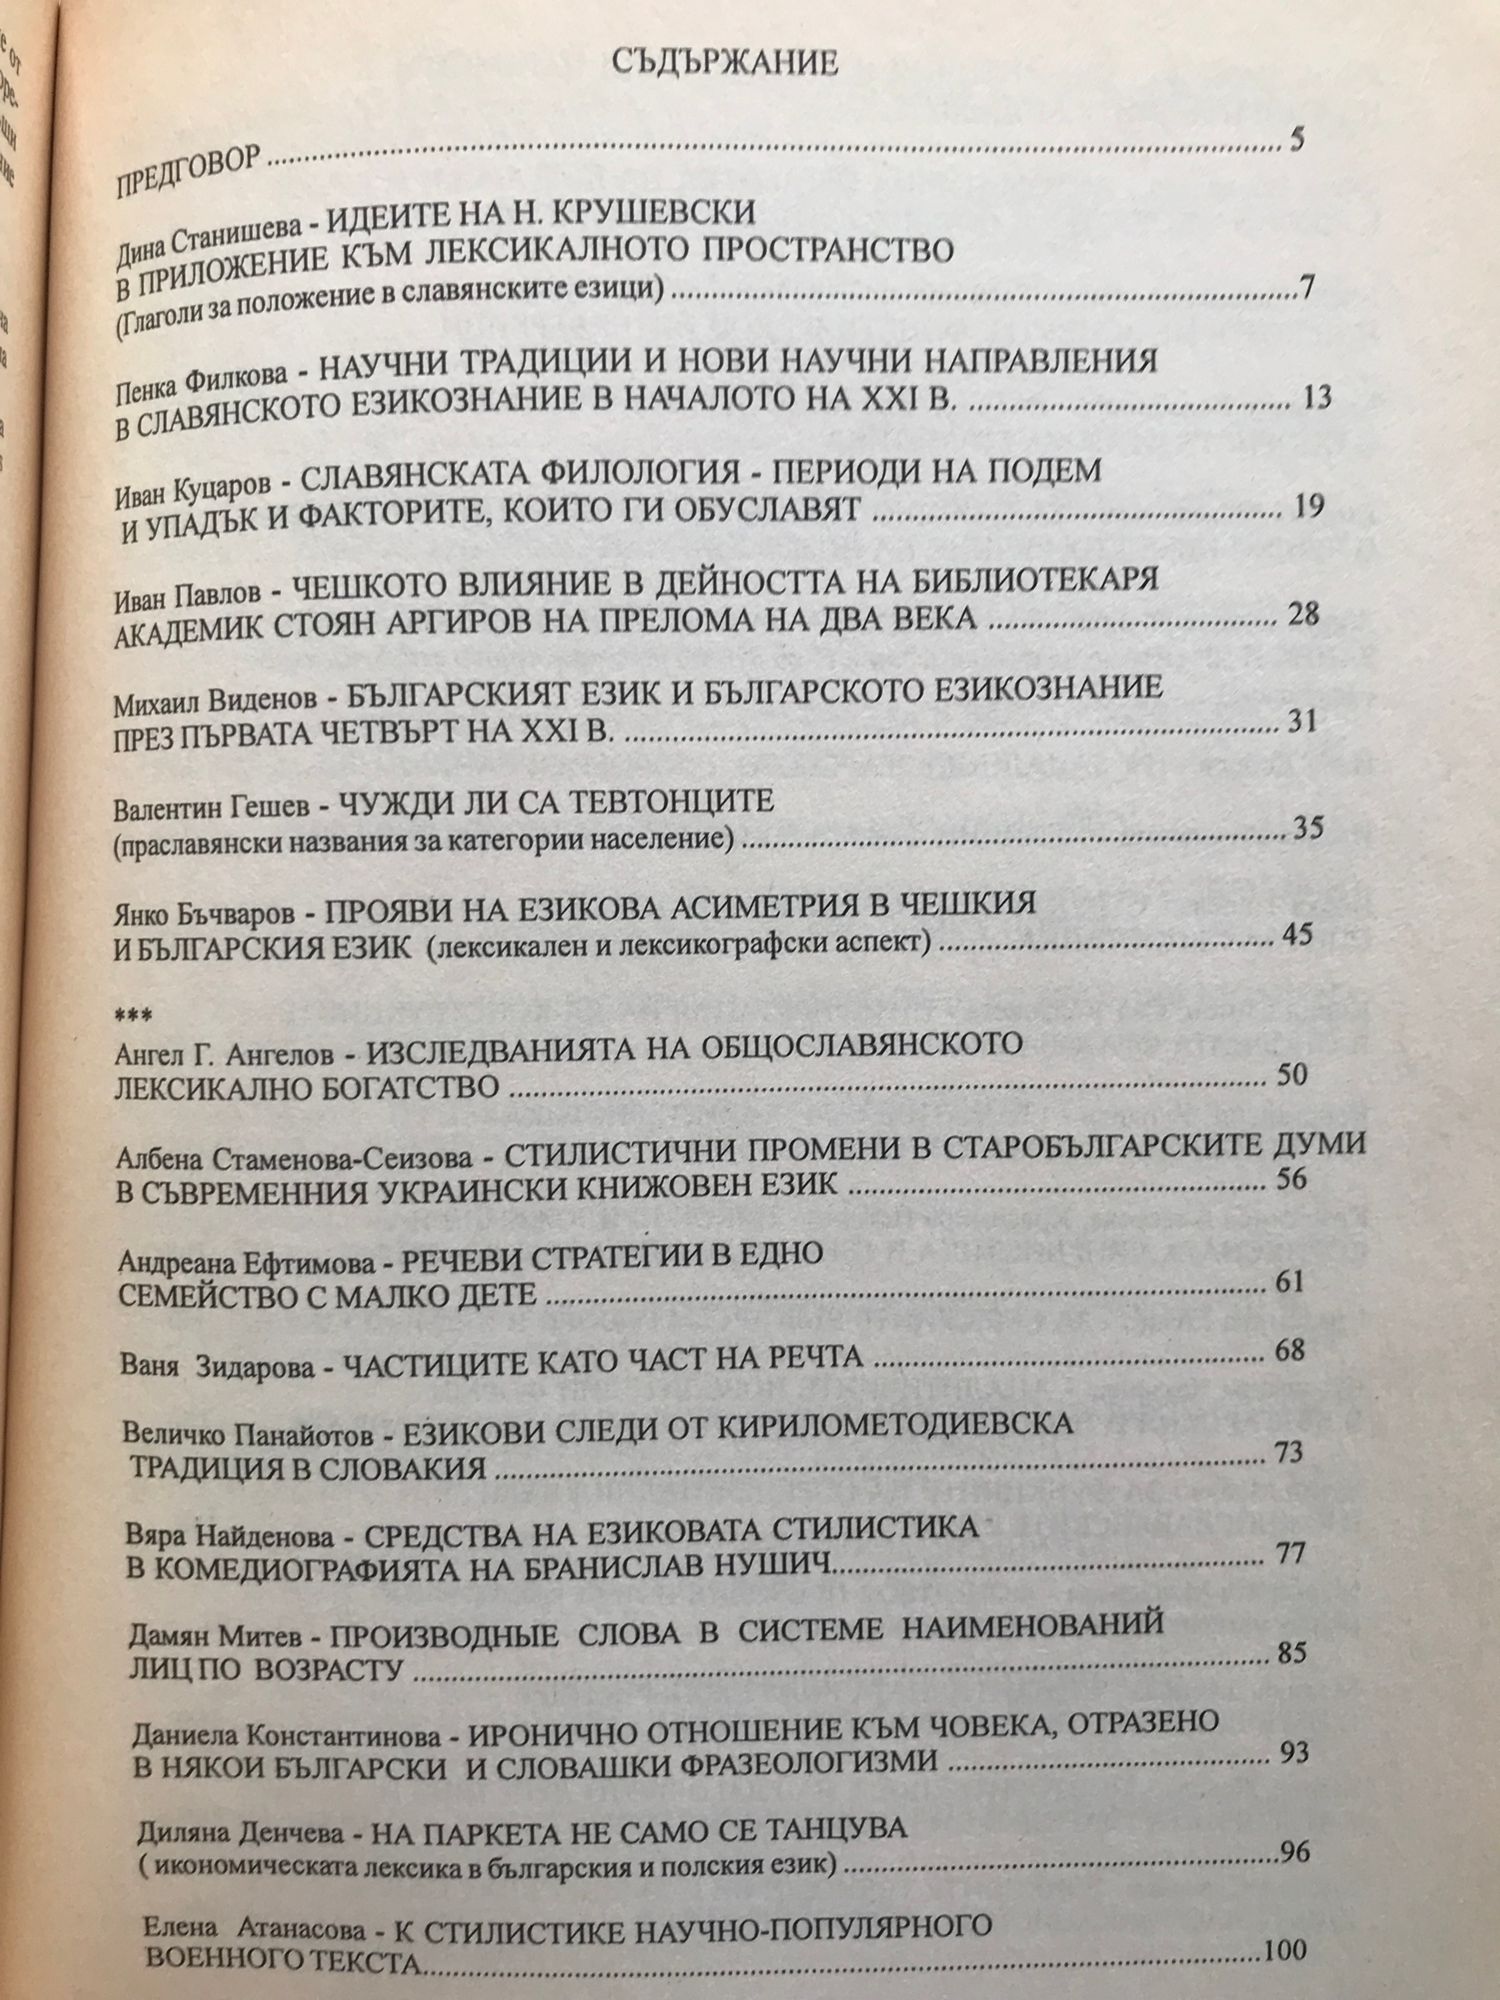 СЪДЪРЖАНИЕ
ПРЕДГОВОР ........ 5
Дина Станишева - ИДЕИТЕ НА Н. КРУШЕВСКИ
В ПРИЛОЖЕНИЕ КЪМ ЛЕКСИКАЛНОТО ПРОСТРАНСТВО
(Глаголи за положение в славянските езици) ........ 7
Пенка Филкова - НАУЧНИ ТРАДИЦИИ И НОВИ НАУЧНИ НАПРАВЛЕНИЯ
В СЛАВЯНСКОТО ЕЗИКОЗНАНИЕ В НАЧАЛОТО НА XXI В. ........ 13
Иван Куцаров - СЛАВЯНСКАТА ФИЛОЛОГИЯ - ПЕРИОДИ НА ПОДЕМ
И УПАДЪК И ФАКТОРИТЕ, КОИТО ГИ ОБУСЛАВЯТ ........ 19
Иван Павлов - ЧЕШКОТО ВЛИЯНИЕ В ДЕЙНОСТТА НА БИБЛИОТЕКАРЯ
АКАДЕМИК СТОЯН АРГИРОВ НА ПРЕЛОМА НА ДВА ВЕКА ........ 28
Михаил Виденов - БЪЛГАРСКИЯТ ЕЗИК И БЪЛГАРСКОТО ЕЗИКОЗНАНИЕ
ПРЕЗ ПЪРВАТА ЧЕТВЪРТ НА XXI В. ........ 31
Валентин Гешев - ЧУЖДИ ЛИ СА ТЕВТОНЦИТЕ
(праславянски названия за категории население) ........ 35
Янко Бъчваров - ПРОЯВИ НА ЕЗИКОВА АСИМЕТРИЯ В ЧЕШКИЯ
И БЪЛГАРСКИЯ ЕЗИК (лексикален и лексикографски аспект) ........ 45
***
Ангел Г. Ангелов - ИЗСЛЕДВАНИЯТА НА ОБЩОСЛАВЯНСКОТО
ЛЕКСИКАЛНО БОГАТСТВО ........ 50
Албена Стаменова-Сеизова - СТИЛИСТИЧНИ ПРОМЕНИ В СТАРОБЪЛГАРСКИТЕ ДУМИ
В СЪВРЕМЕННИЯ УКРАИНСКИ КНИЖОВЕН ЕЗИК ........ 56
Андреана Ефтимова - РЕЧЕВИ СТРАТЕГИИ В ЕДНО
СЕМЕЙСТВО С МАЛКО ДЕТЕ ........ 61
Ваня Зидарова - ЧАСТИЦИТЕ КАТО ЧАСТ НА РЕЧТА ........ 68
Величко Панайотов - ЕЗИКОВИ СЛЕДИ ОТ КИРИЛОМЕТОДИЕВСКА
ТРАДИЦИЯ В СЛОВАКИЯ ........ 73
Вяра Найденова - СРЕДСТВА НА ЕЗИКОВАТА СТИЛИСТИКА
В КОМЕДИОГРАФИЯТА НА БРАНИСЛАВ НУШИЧ ........ 77
Дамян Митев - ПРОИЗВОДНЫЕ СЛОВА В СИСТЕМЕ НАИМЕНОВАНИЙ
ЛИЦ ПО ВОЗРАСТУ ........ 85
Даниела Константинова - ИРОНИЧНО ОТНОШЕНИЕ КЪМ ЧОВЕКА, ОТРАЗЕНО
В НЯКОИ БЪЛГАРСКИ И СЛОВАШКИ ФРАЗЕОЛОГИЗМИ ........ 93
Диляна Денчева - НА ПАРКЕТА НЕ САМО СЕ ТАНЦУВА
( икономическата лексика в българския и полския език) ........ 96
Елена Атанасова - К СТИЛИСТИКЕ НАУЧНО-ПОПУЛЯРНОГО
ВОЕННОГО ТЕКСТА ........ 100